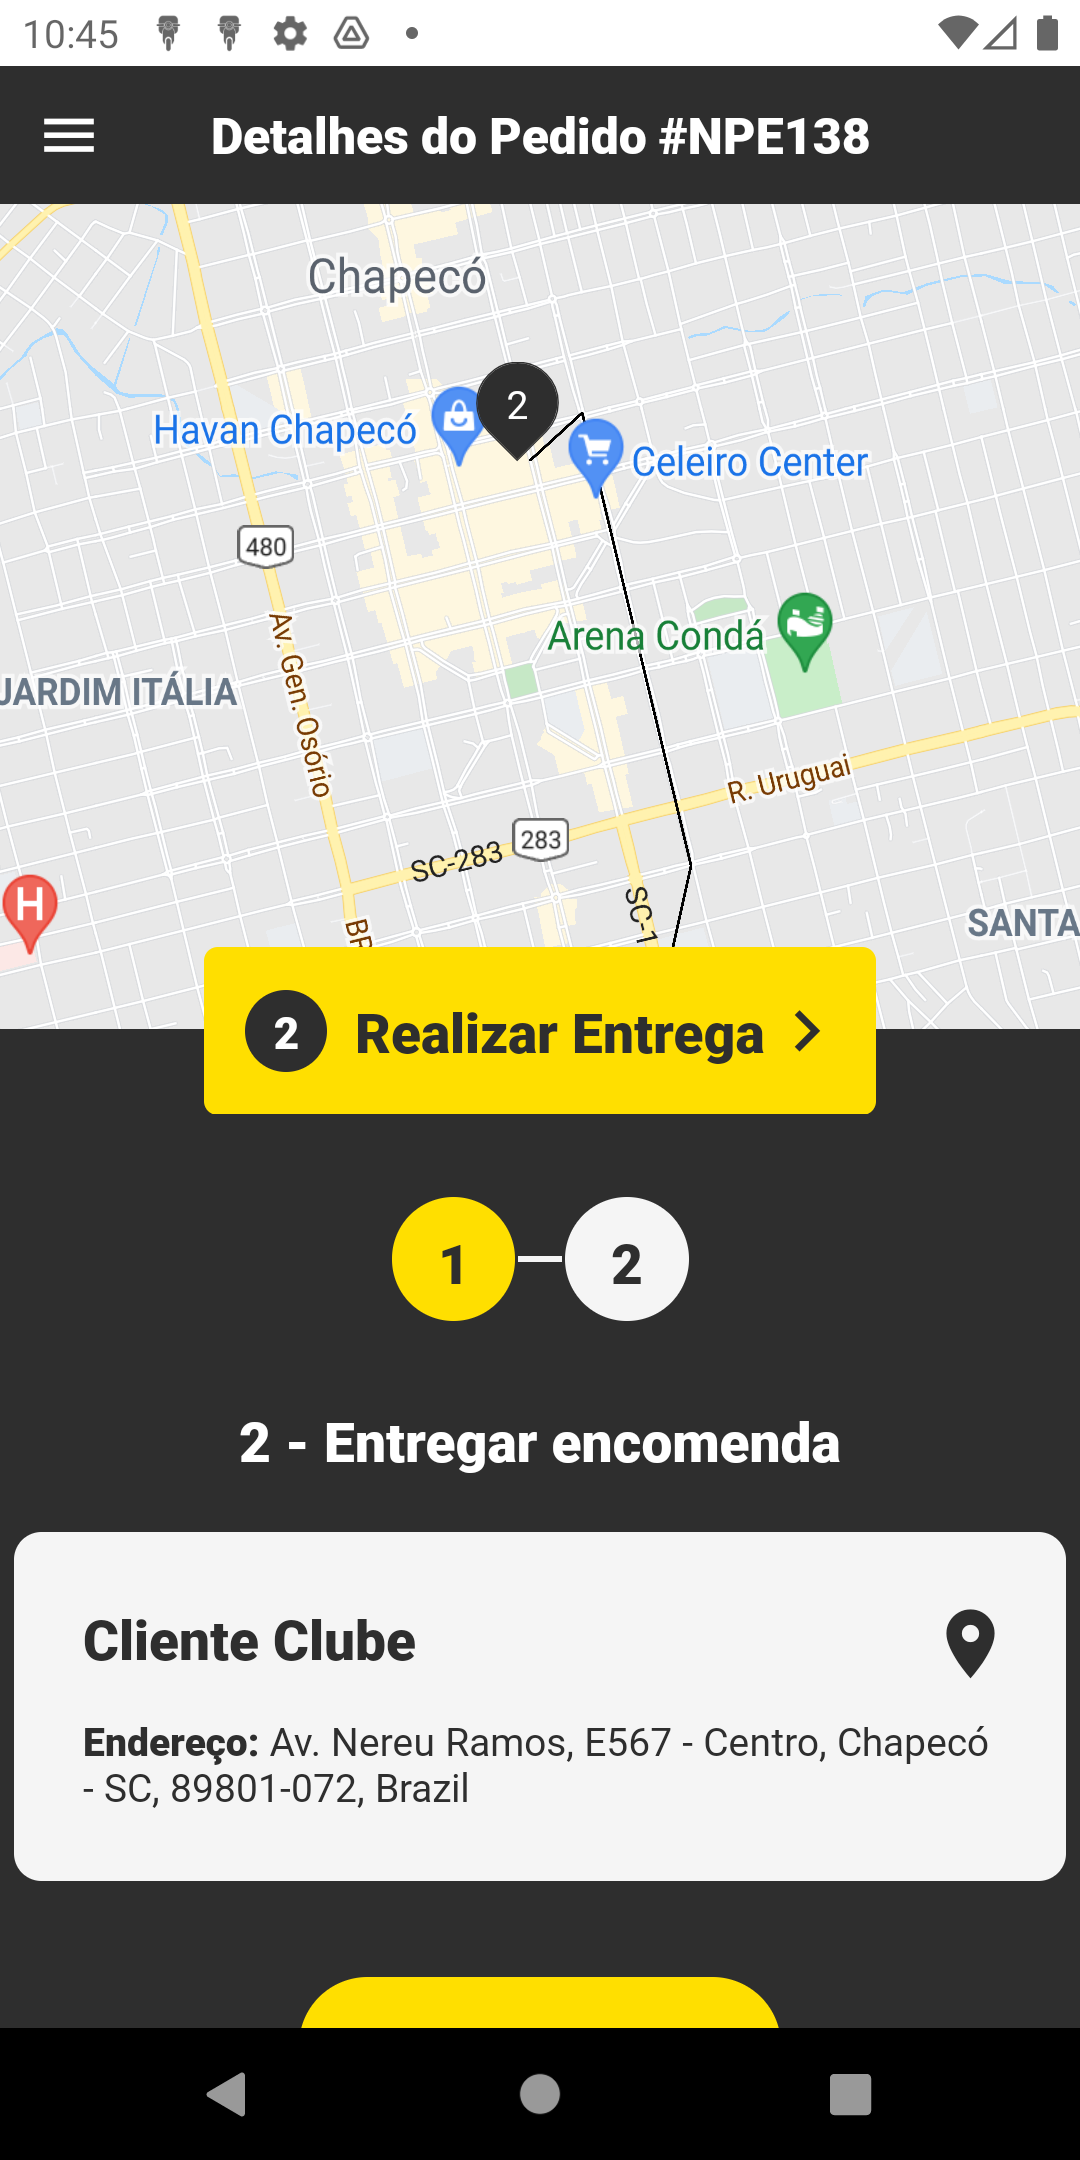 10:45
Detalhes do Pedido #NPE138
Chapecó
2
Havan Chapecó
Celeiro Center
480
Arena Condá
Av. Gen. Osório
JARDIM ITÁLIA
R. Uruguai
283
SC-283
H
SC-1
BR
SANTA
2 Realizar Entrega
1 2
2 - Entregar encomenda
Cliente Clube
Endereço: Av. Nereu Ramos, E567 - Centro, Chapecó
- SC, 89801-072, Brazil